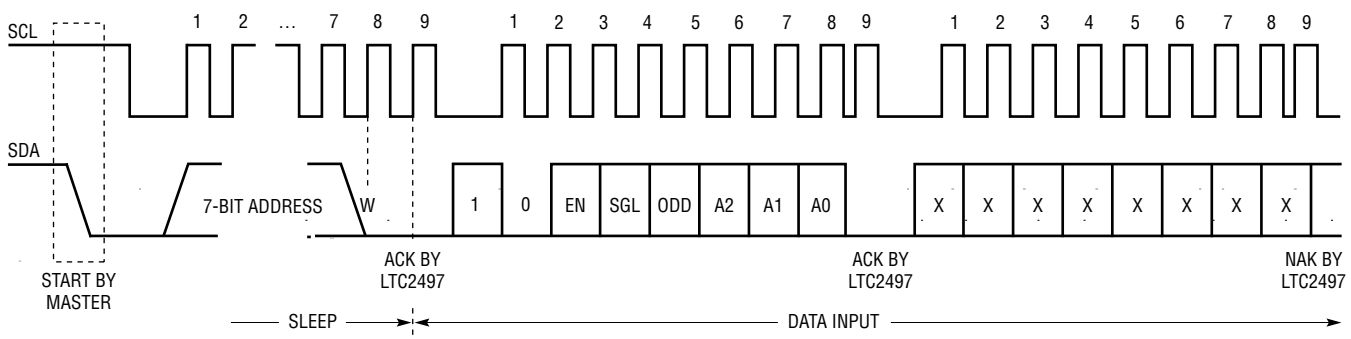 SCL
1 2 ... 7 8 9 1 2 3 4 5 6 7 8 9 1 2 3 4 5 6 7 8 9
SDA
7-BIT ADDRESS W 1 0 EN SGL ODD A2 A1 A0 X X X X X X X X
START BY
MASTER
ACK BY
LTC2497
ACK BY
LTC2497
NAK BY
LTC2497
SLEEP
DATA INPUT